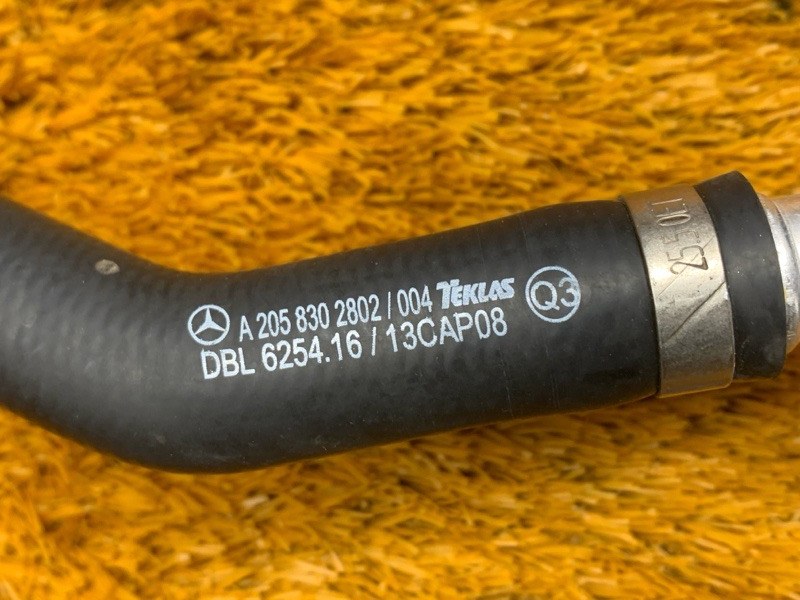 A 205 830 2802 / 004 TEKLAS Q3
DBL 6254.16 / 13CAP08